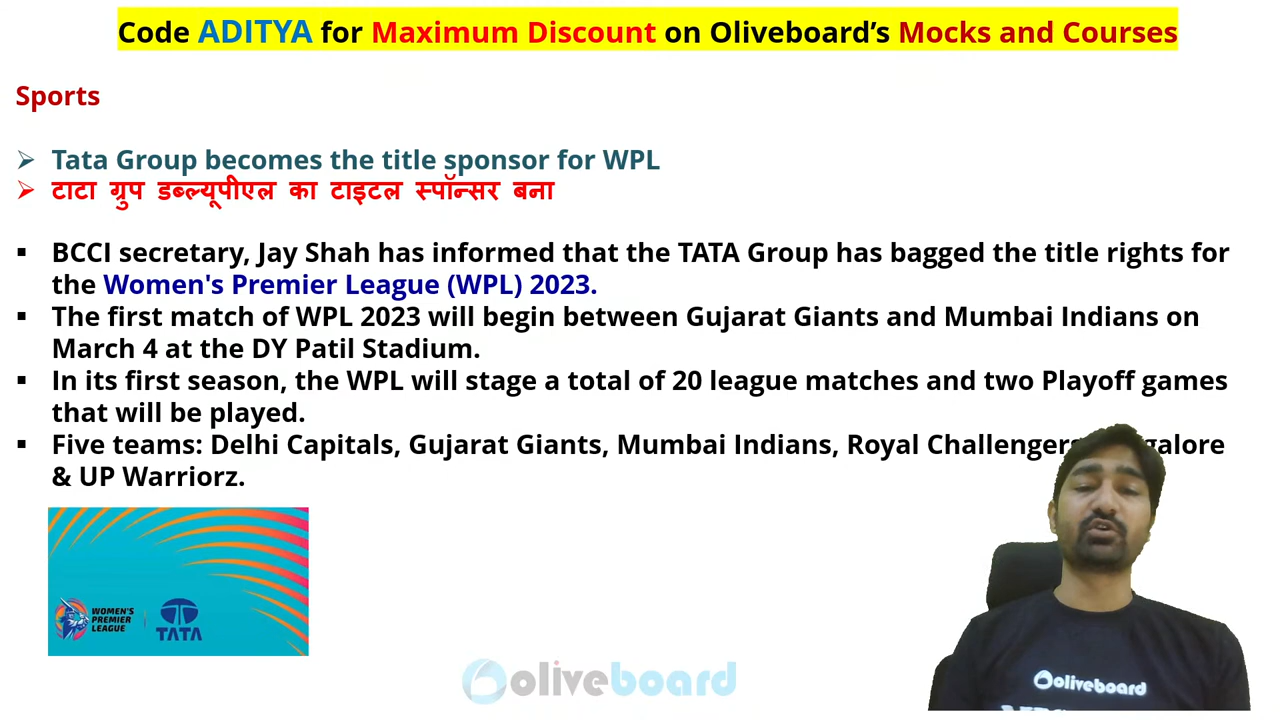 Code ADITYA for Maximum Discount on Oliveboard’s Mocks and Courses
Sports
➢ Tata Group becomes the title sponsor for WPL
➢ टाटा ग्रुप डब्ल्यूपीएल का टाइटल स्पॉन्सर बना
▪ BCCI secretary, Jay Shah has informed that the TATA Group has bagged the title rights for
the Women's Premier League (WPL) 2023.
▪ The first match of WPL 2023 will begin between Gujarat Giants and Mumbai Indians on
March 4 at the DY Patil Stadium.
▪ In its first season, the WPL will stage a total of 20 league matches and two Playoff games
that will be played.
▪ Five teams: Delhi Capitals, Gujarat Giants, Mumbai Indians, Royal
& UP Warriorz.
WOMEN'S
PREMIER
LEAGUE
TATA
oliveboard
oliveboard